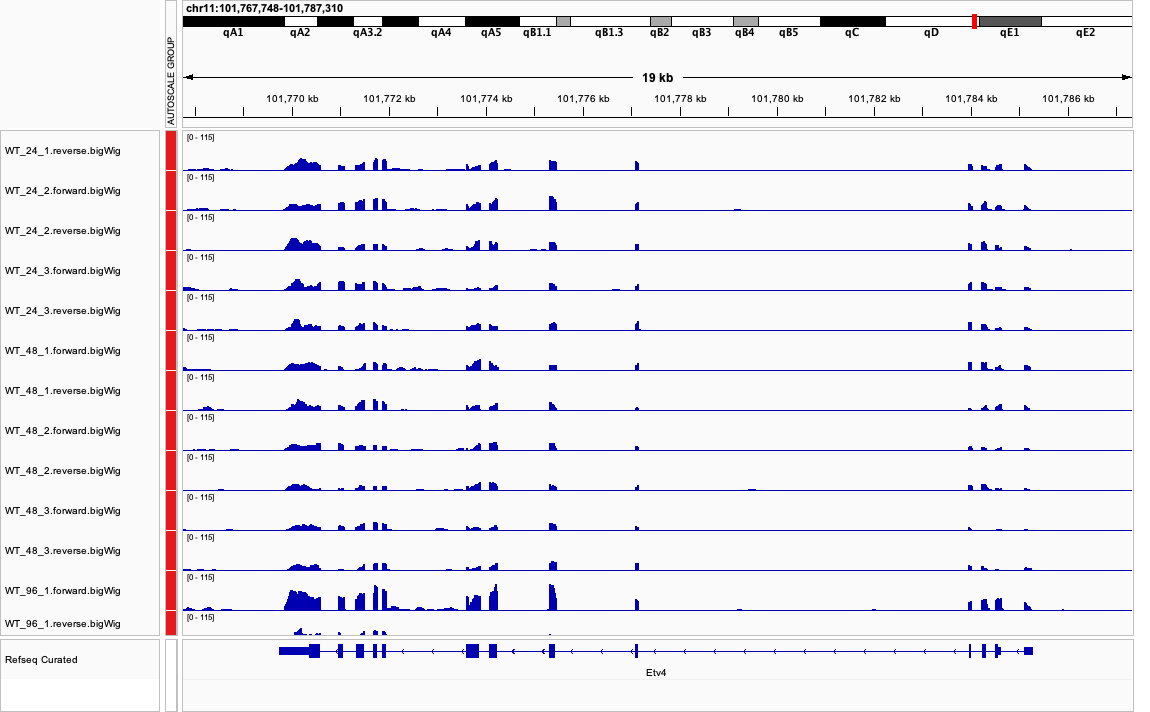 chr11:101,767,748-101,787,310
qA1 qA2 qA3.2 qA4 qA5 qB1.1 qB1.3 qB2 qB3 qB4 qB5 qC qD qE1 qE2
AUTOSCALE GROUP
19 kb
101,770 kb 101,772 kb 101,774 kb 101,776 kb 101,778 kb 101,780 kb 101,782 kb 101,784 kb 101,786 kb
[0 - 115]
WT_24_1.reverse.bigWig
[0 - 115]
WT_24_2.forward.bigWig
[0 - 115]
WT_24_2.reverse.bigWig
[0 - 115]
WT_24_3.forward.bigWig
[0 - 115]
WT_24_3.reverse.bigWig
[0 - 115]
WT_48_1.forward.bigWig
[0 - 115]
WT_48_1.reverse.bigWig
[0 - 115]
WT_48_2.forward.bigWig
[0 - 115]
WT_48_2.reverse.bigWig
[0 - 115]
WT_48_3.forward.bigWig
[0 - 115]
WT_48_3.reverse.bigWig
[0 - 115]
WT_96_1.forward.bigWig
[0 - 115]
WT_96_1.reverse.bigWig
Refseq Curated
Etv4